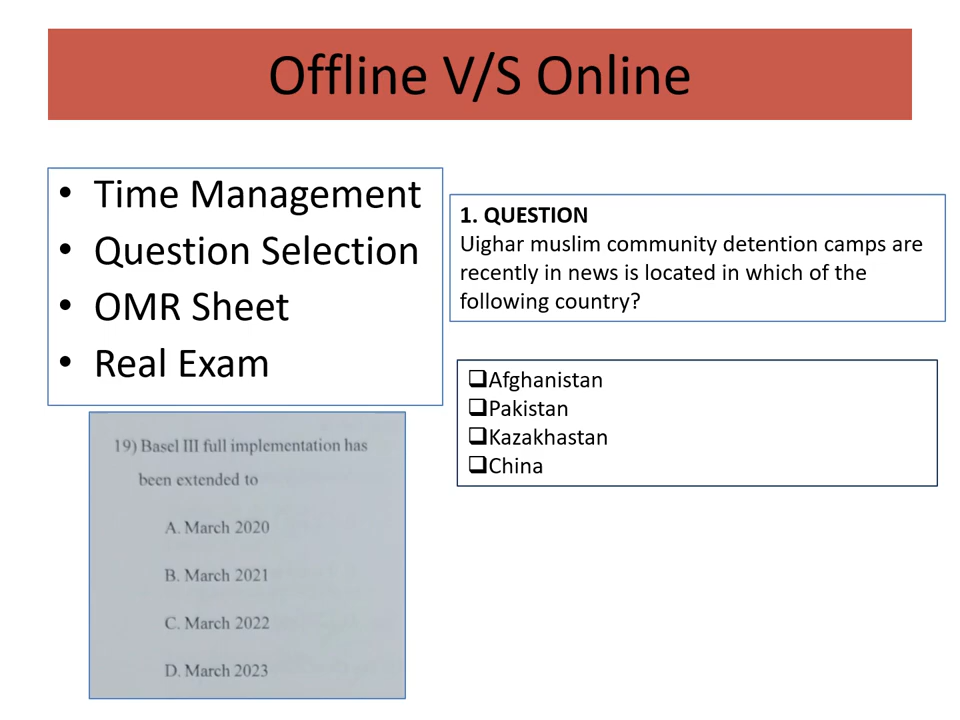 Offline V/S Online
• Time Management
• Question Selection
• OMR Sheet
• Real Exam
19) Basel III full implementation has
been extended to
A. March 2020
B. March 2021
C. March 2022
D. March 2023
1. QUESTION
Uighar muslim community detention camps are
recently in news is located in which of the
following country?
❑Afghanistan
❑Pakistan
❑Kazakhastan
❑China